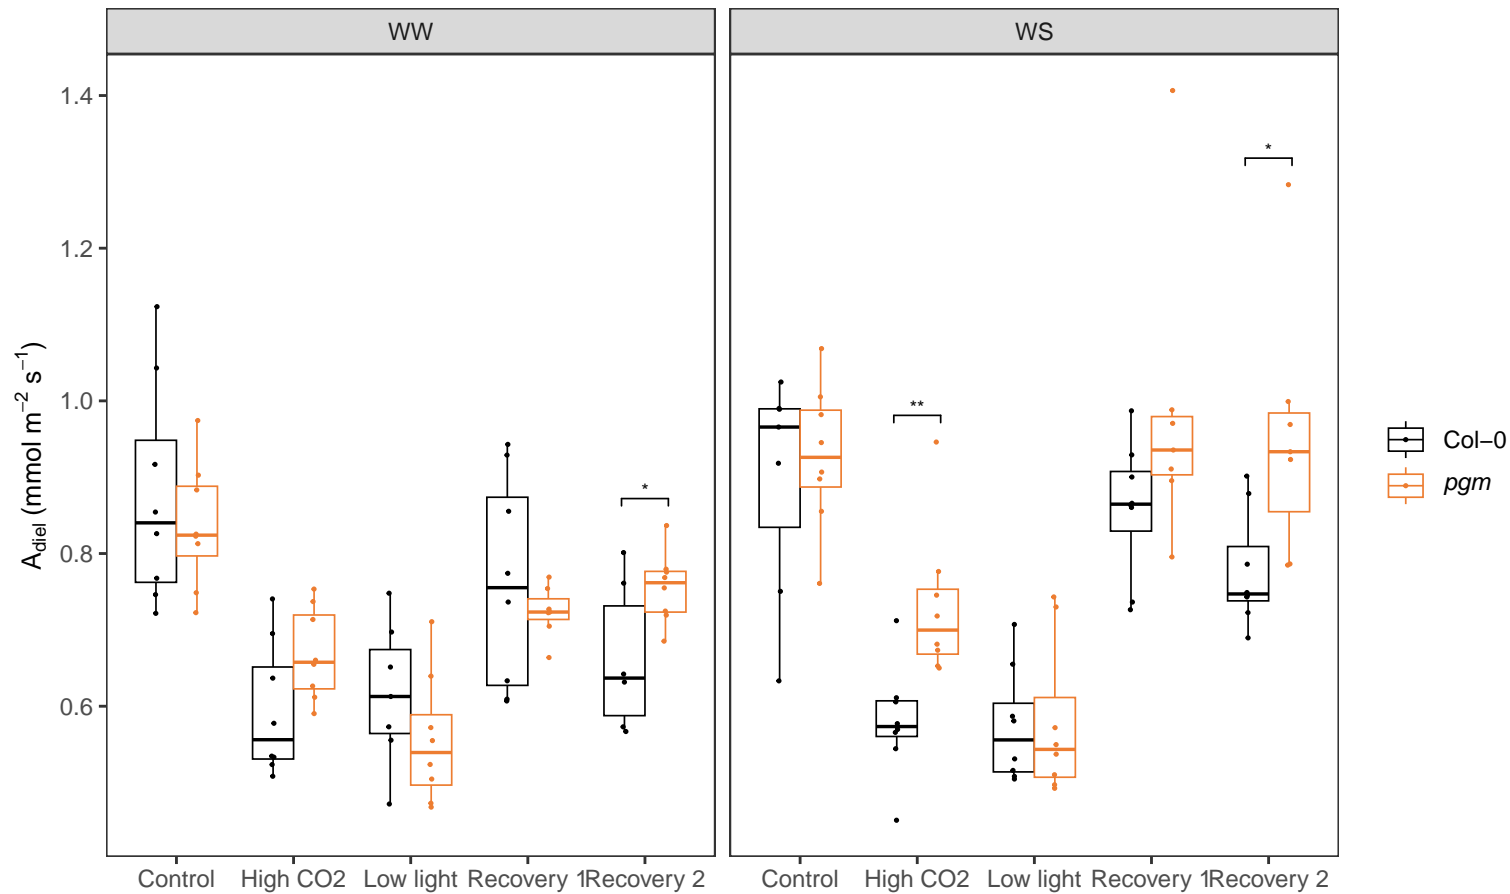 WW
WS
1.4
1.2
1.0
0.8
0.6
A_diel (mmol m⁻² s⁻¹)
*
**
*
Control High CO2 Low light Recovery 1 Recovery 2
Control High CO2 Low light Recovery 1 Recovery 2
Col−0
pgm